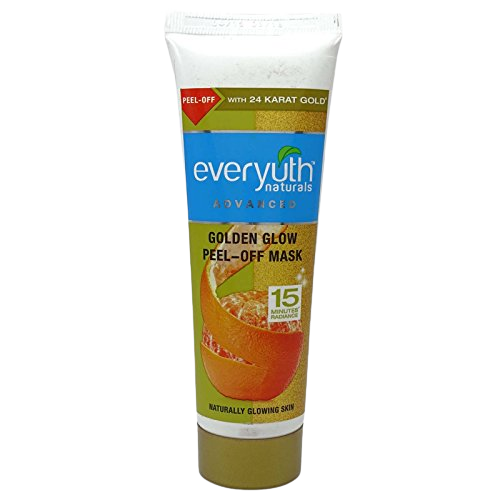 PEEL-OFF
WITH 24 KARAT GOLD*
everyuth™
naturals
ADVANCED
GOLDEN GLOW
PEEL-OFF MASK
15
MINUTES*
RADIANCE
NATURALLY GLOWING SKIN